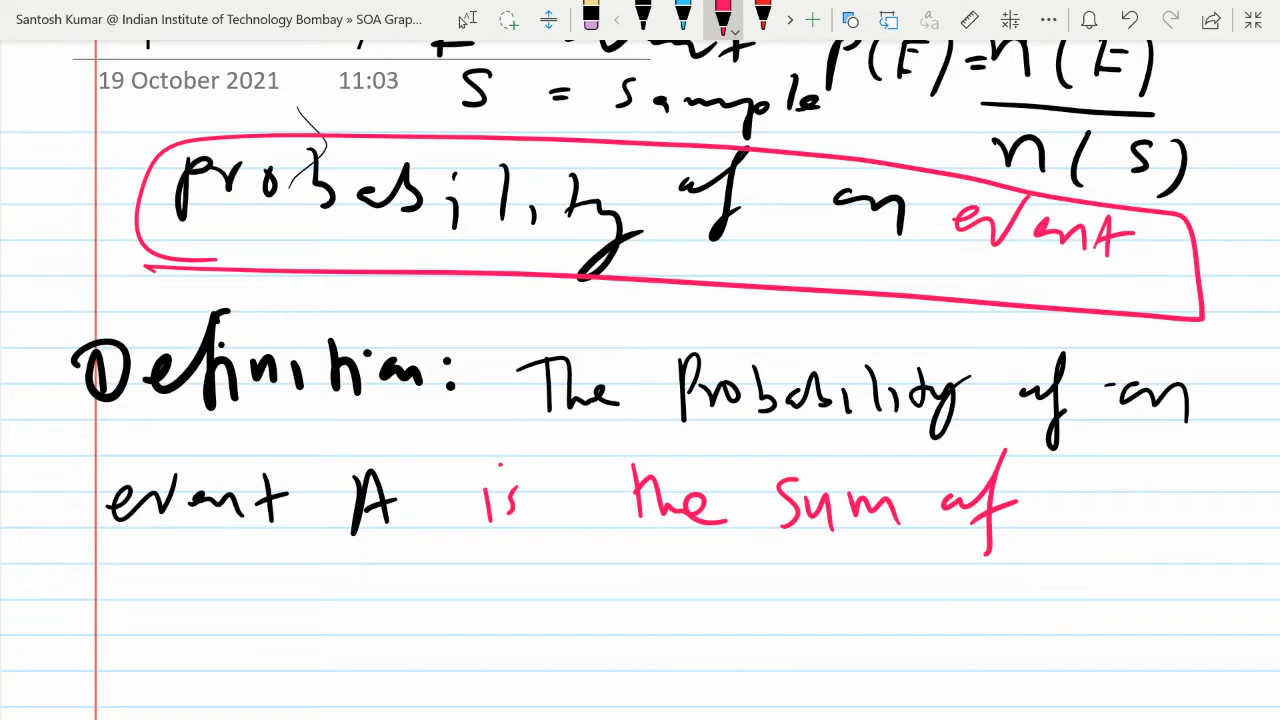 Santosh Kumar @ Indian Institute of Technology Bombay » SOA Grap...
19 October 2021 11:03
E = event P(E) = n(E)
S = sample
n(s)
probability of an event
Definition: The Probability of an
event A is the sum of